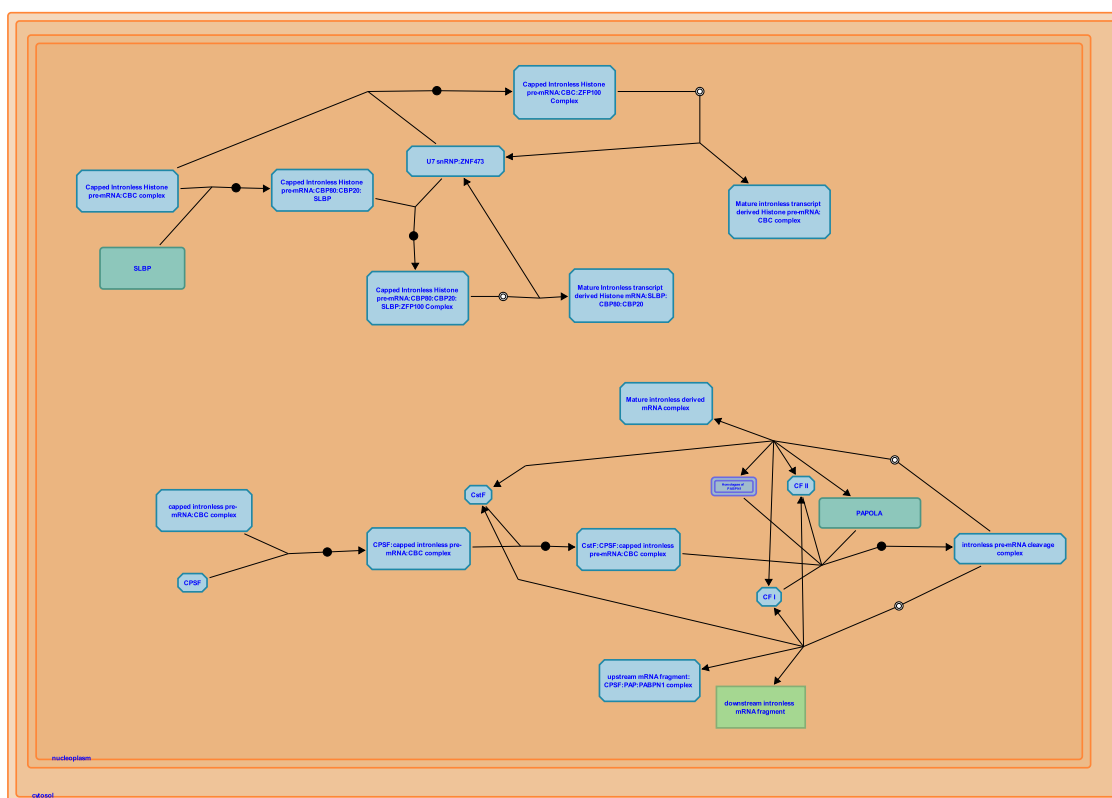 Capped Intronless Histone
pre-mRNA:CBC:ZFP100
Complex
U7 snRNP:ZNF473
Capped Intronless Histone
pre-mRNA:CBC complex
Capped Intronless Histone
pre-mRNA:CBP80:CBP20:
SLBP
Mature intronless transcript
derived Histone pre-mRNA:
CBC complex
SLBP
Capped Intronless Histone
pre-mRNA:CBP80:CBP20:
SLBP:ZFP100 Complex
Mature Intronless transcript
derived Histone mRNA:SLBP:
CBP80:CBP20
Mature intronless derived
mRNA complex
CstF
Homologues of
PABPN1
CF II
PAPOLA
capped intronless pre-
mRNA:CBC complex
CPSF:capped intronless pre-
mRNA:CBC complex
CstF:CPSF:capped intronless
pre-mRNA:CBC complex
intronless pre-mRNA cleavage
complex
CPSF
CF I
upstream mRNA fragment:
CPSF:PAP:PABPN1 complex
downstream intronless
mRNA fragment
nucleoplasm
cytosol